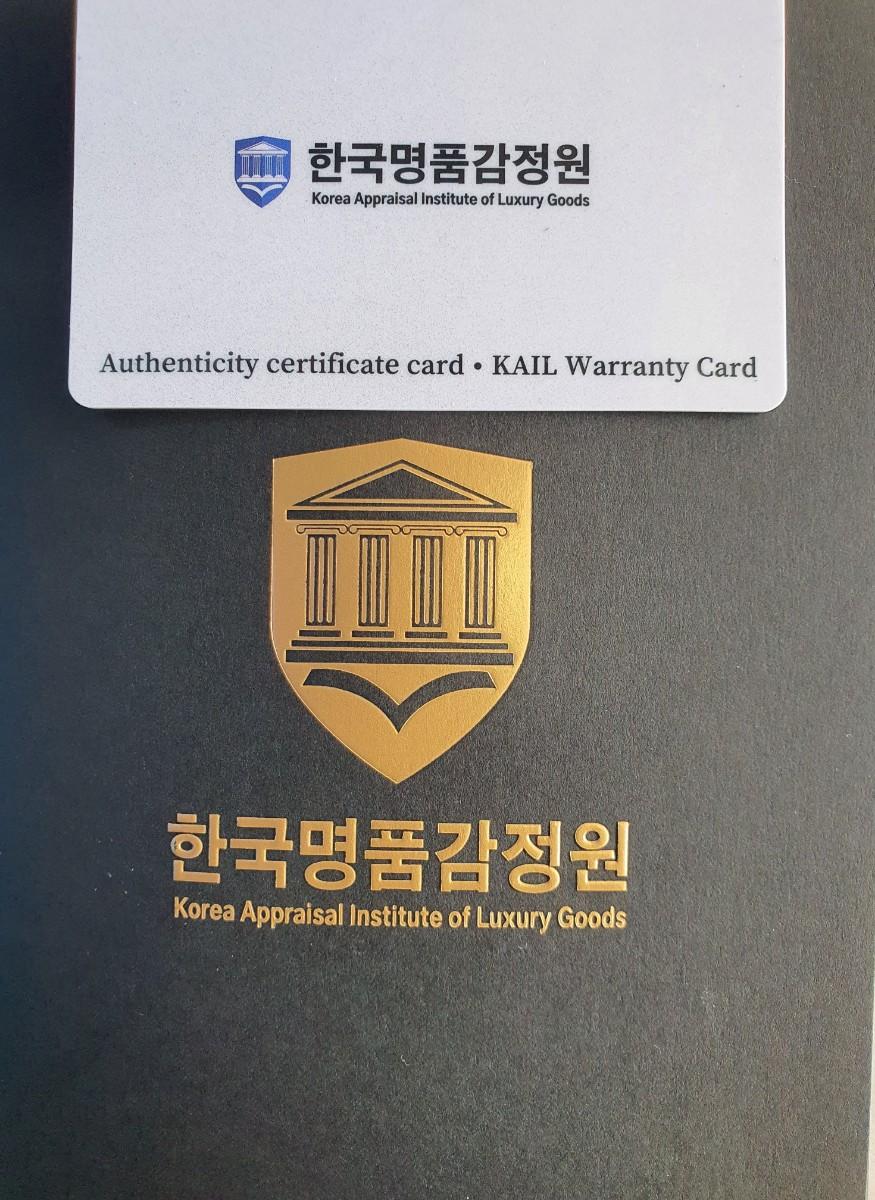 한국명품감정원
Korea Appraisal Institute of Luxury Goods
Authenticity certificate card • KAIL Warranty Card
한국명품감정원
Korea Appraisal Institute of Luxury Goods